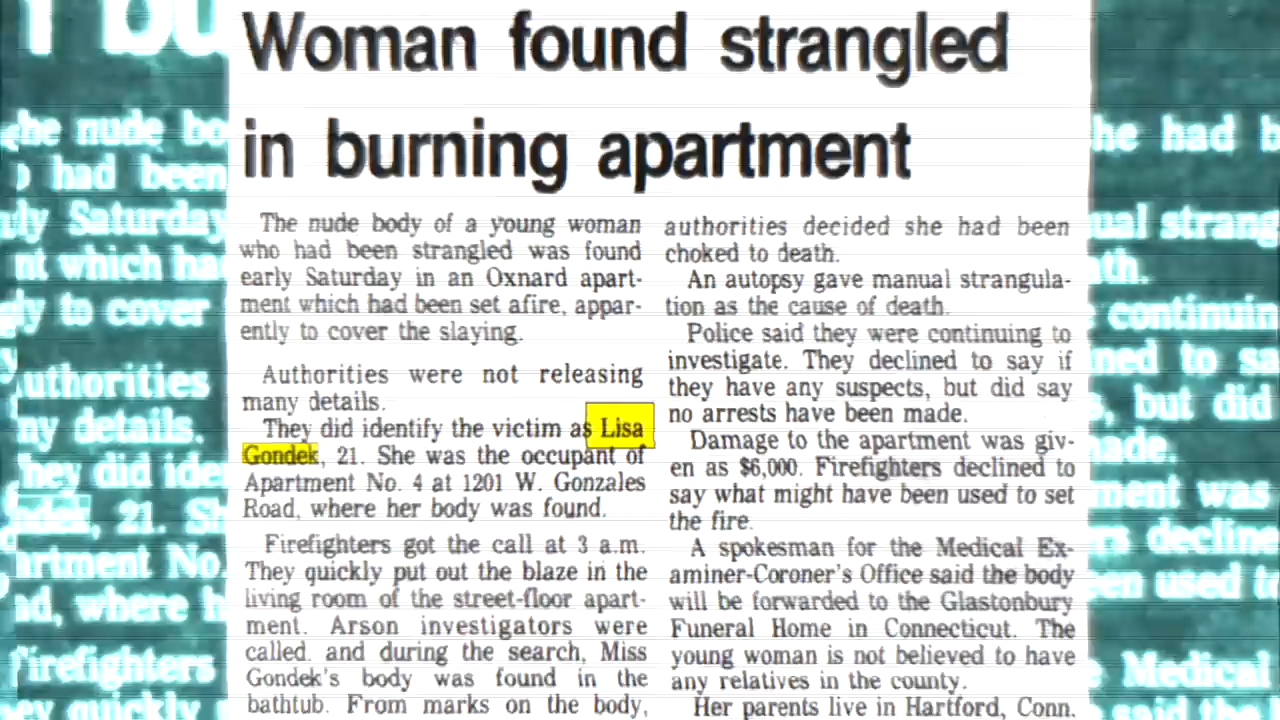 Woman found strangled
in burning apartment
The nude body of a young woman
who had been strangled was found
early Saturday in an Oxnard apart-
ment which had been set afire, appar-
ently to cover the slaying.
Authorities were not releasing
many details.
They did identify the victim as Lisa
Gondek, 21. She was the occupant of
Apartment No. 4 at 1201 W. Gonzales
Road, where her body was found.
Firefighters got the call at 3 a.m.
They quickly put out the blaze in the
living room of the street-floor apart-
ment. Arson investigators were
called. and during the search, Miss
Gondek's body was found in the
bathtub. From marks on the body,
authorities decided she had been
choked to death.
An autopsy gave manual strangula-
tion as the cause of death.
Police said they were continuing to
investigate. They declined to say if
they have any suspects, but did say
no arrests have been made.
Damage to the apartment was giv-
en as $6,000. Firefighters declined to
say what might have been used to set
the fire.
A spokesman for the Medical Ex-
aminer-Coroner's Office said the body
will be forwarded to the Glastonbury
Funeral Home in Connecticut. The
young woman is not believed to have
any relatives in the county.
Her parents live in Hartford, Conn.